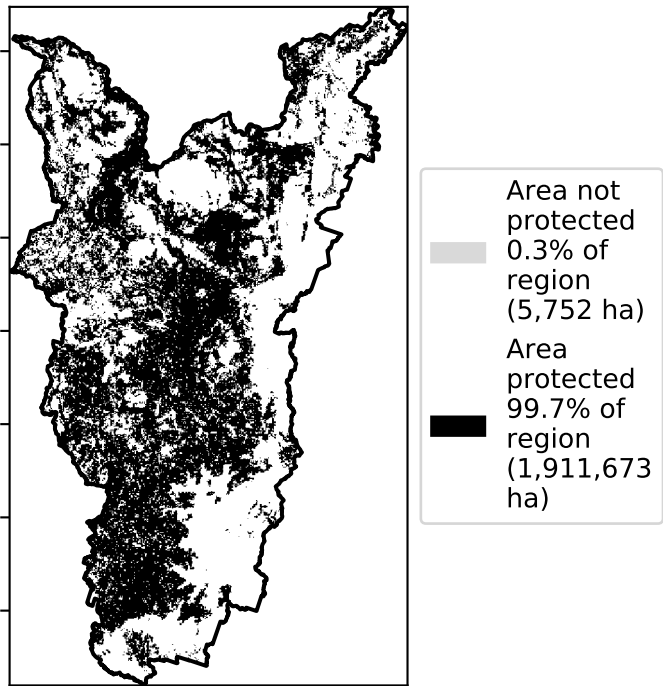 Area not
protected
0.3% of
region
(5,752 ha)
Area
protected
99.7% of
region
(1,911,673
ha)